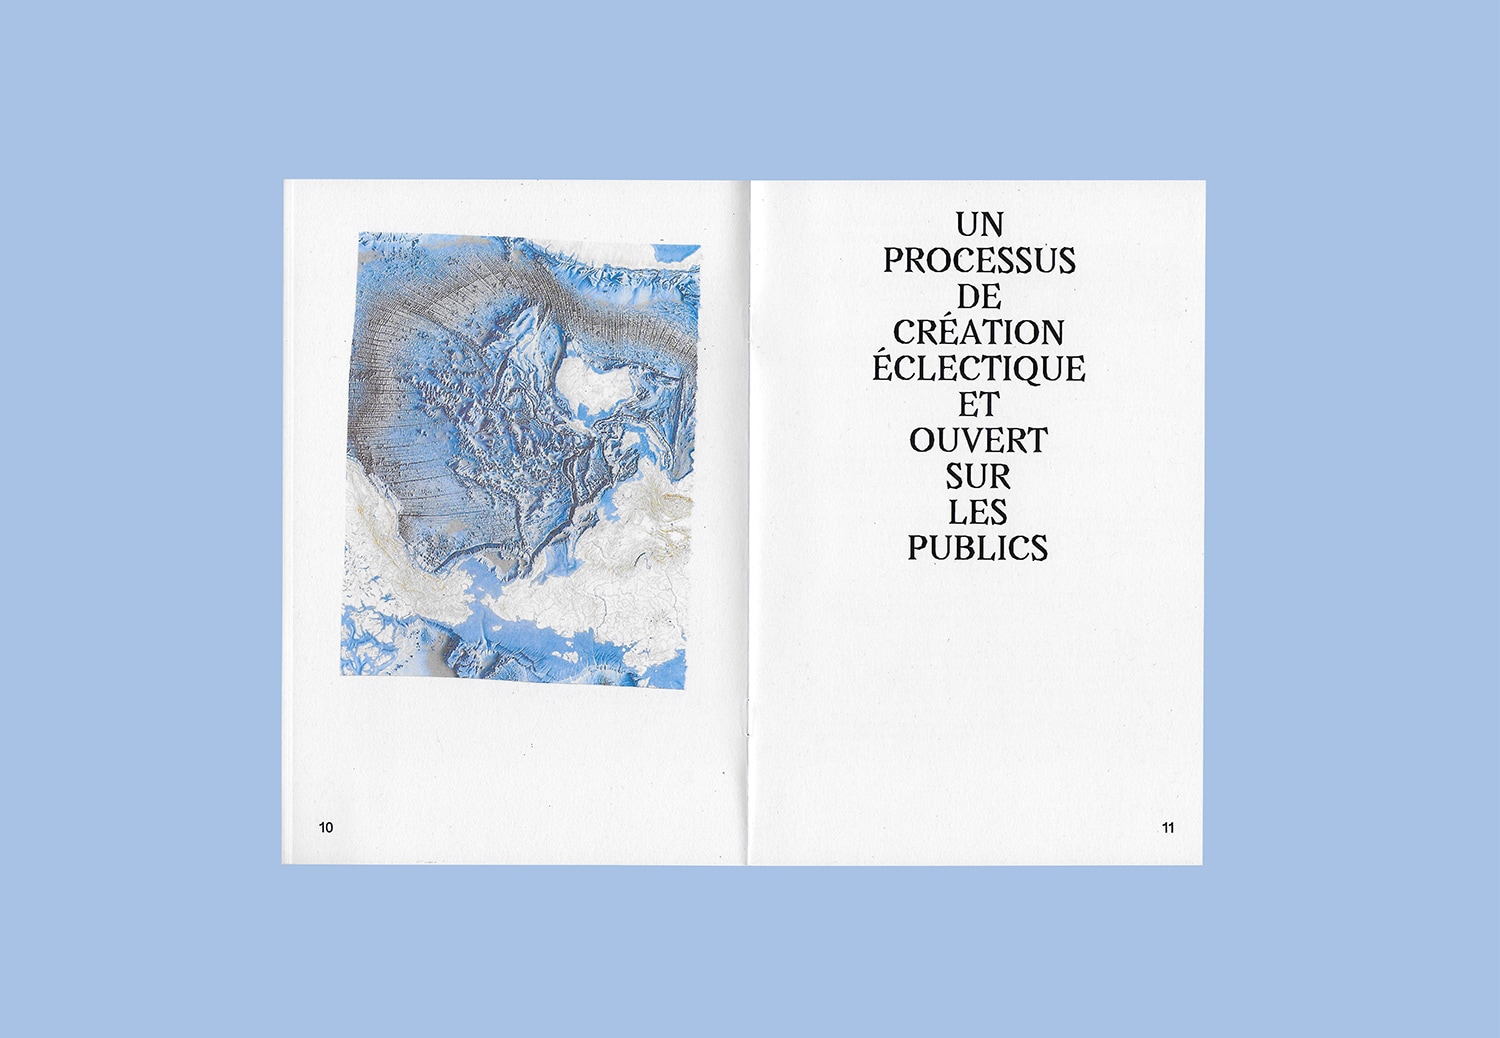 UN
PROCESSUS
DE
CRÉATION
ÉCLECTIQUE
ET
OUVERT
SUR
LES
PUBLICS
10
11